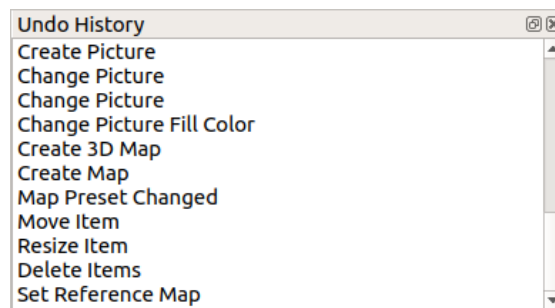 Undo History
Create Picture
Change Picture
Change Picture
Change Picture Fill Color
Create 3D Map
Create Map
Map Preset Changed
Move Item
Resize Item
Delete Items
Set Reference Map